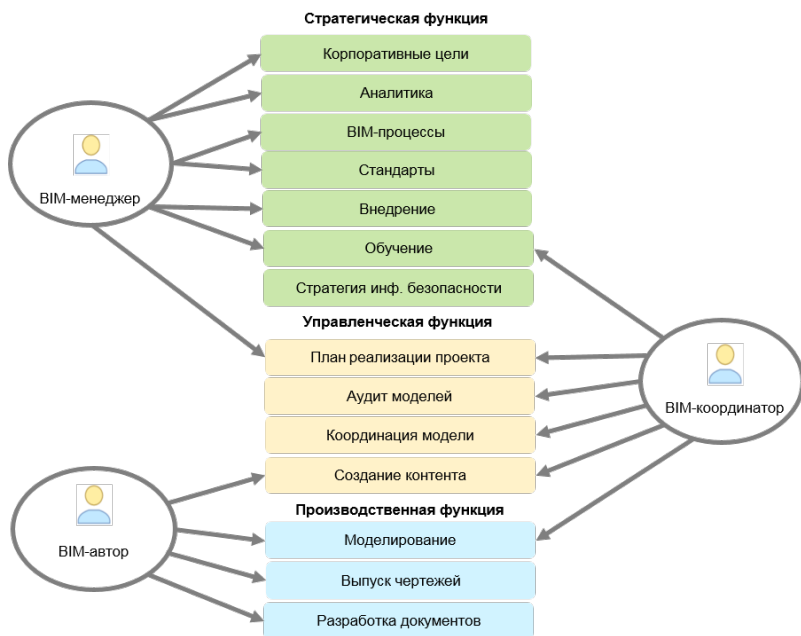 Стратегическая функция
Корпоративные цели
Аналитика
BIM-процессы
Стандарты
Внедрение
Обучение
Стратегия инф. безопасности
BIM-менеджер
Управленческая функция
План реализации проекта
Аудит моделей
Координация модели
Создание контента
BIM-координатор
Производственная функция
Моделирование
Выпуск чертежей
Разработка документов
BIM-автор